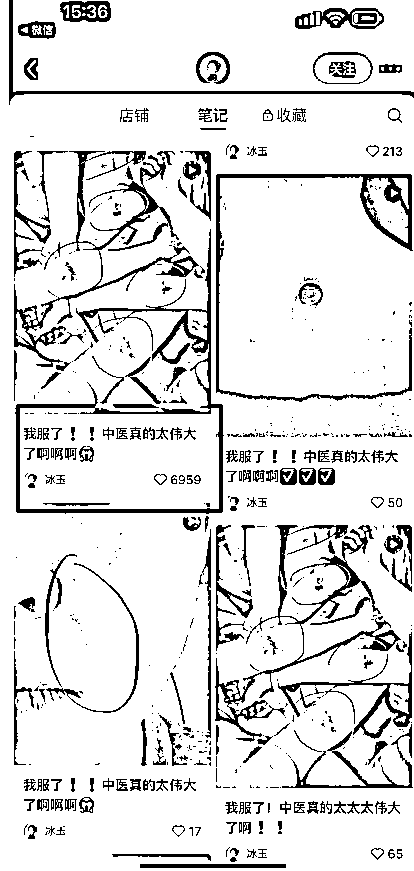 15:36
微信
关注
店铺 笔记 收藏
冰玉 213
我服了！！中医真的太伟大
了啊啊啊
冰玉 6959
我服了！！中医真的太伟大
了啊啊啊
冰玉 50
我服了！！中医真的太伟大
了啊啊啊
冰玉 17
我服了！中医真的太太太伟大
了啊！！
冰玉 65